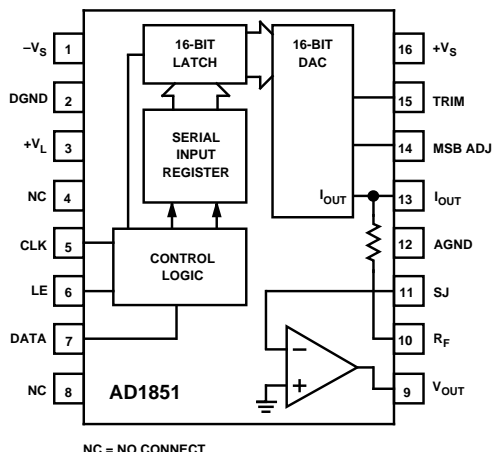 –VS 1
DGND 2
+VL 3
NC 4
CLK 5
LE 6
DATA 7
NC 8
16-BIT
LATCH
SERIAL
INPUT
REGISTER
CONTROL
LOGIC
16-BIT
DAC
IOUT
–
+
AD1851
16 +VS
15 TRIM
14 MSB ADJ
13 IOUT
12 AGND
11 SJ
10 RF
9 VOUT
NC = NO CONNECT